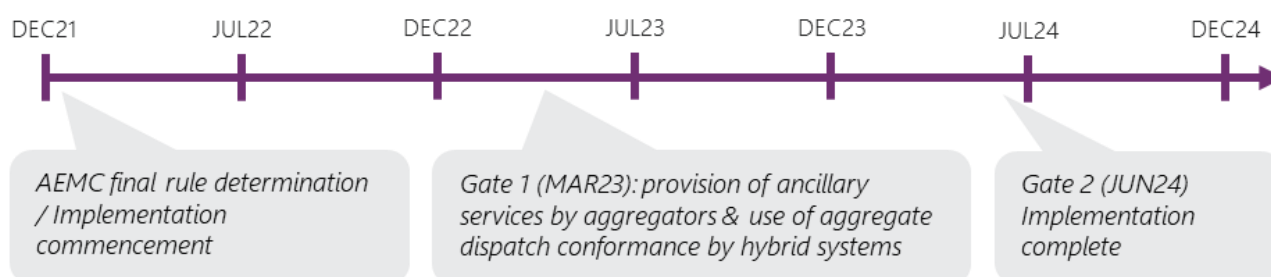 DEC21 JUL22 DEC22 JUL23 DEC23 JUL24 DEC24
AEMC final rule determination
/ Implementation
commencement
Gate 1 (MAR23): provision of ancillary
services by aggregators & use of aggregate
dispatch conformance by hybrid systems
Gate 2 (JUN24)
Implementation
complete